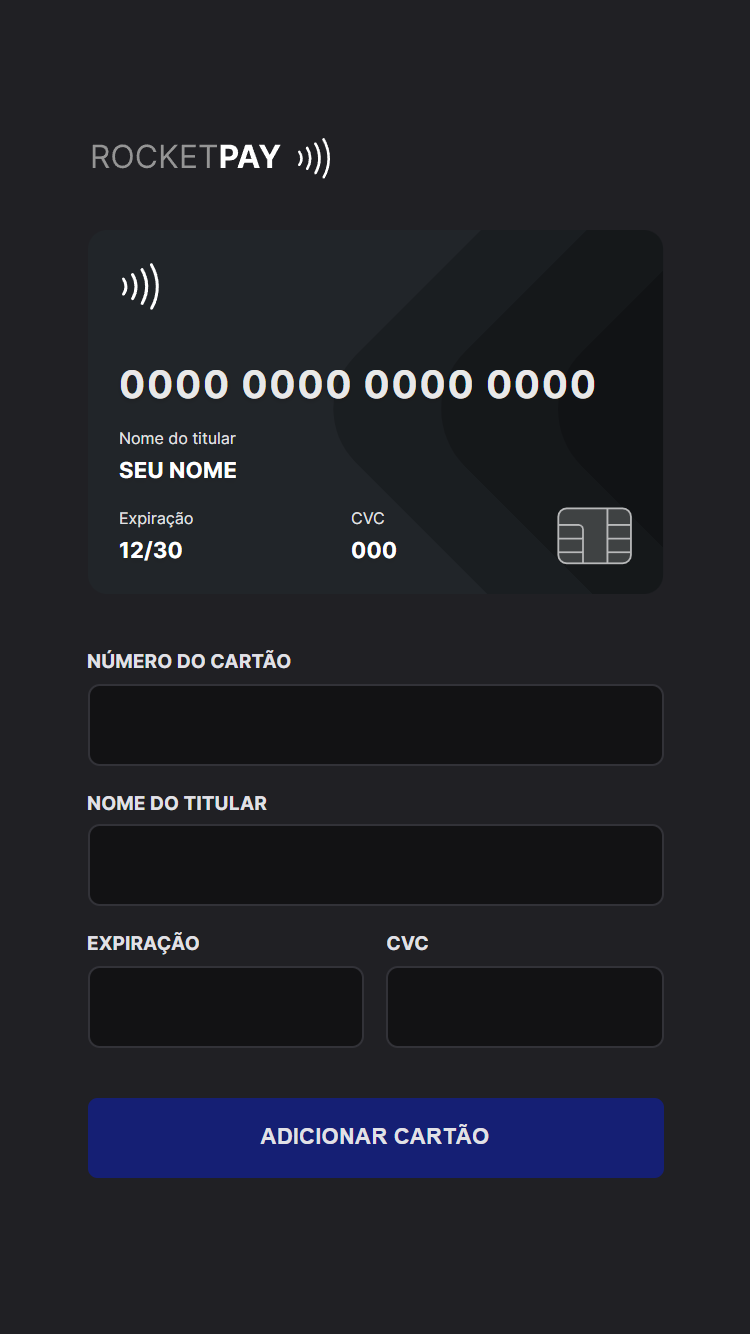 ROCKETPAY
0000 0000 0000 0000
Nome do titular
SEU NOME
Expiração CVC
12/30 000
NÚMERO DO CARTÃO
NOME DO TITULAR
EXPIRAÇÃO CVC
ADICIONAR CARTÃO